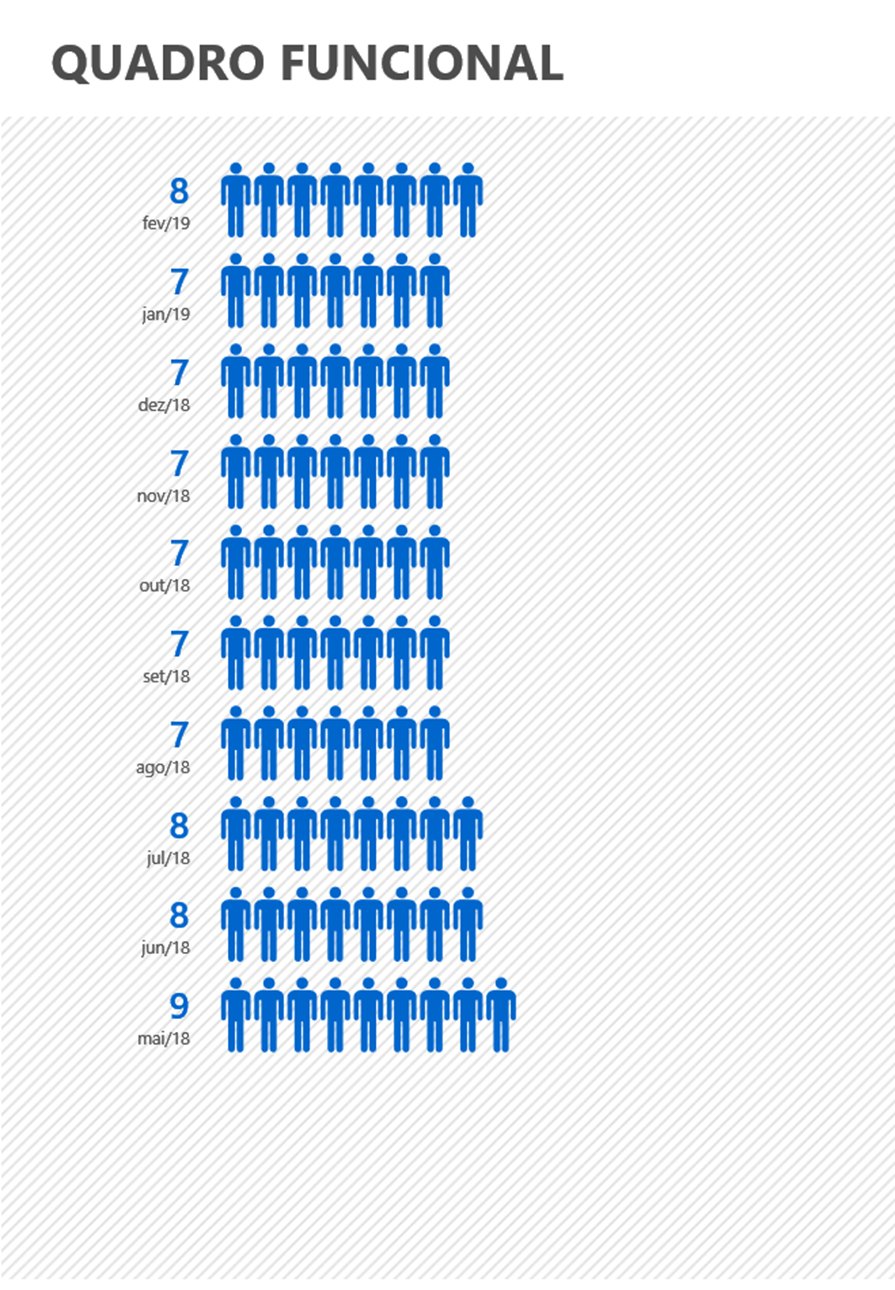 QUADRO FUNCIONAL
8
fev/19
7
jan/19
7
dez/18
7
nov/18
7
out/18
7
set/18
7
ago/18
8
jul/18
8
jun/18
9
mai/18